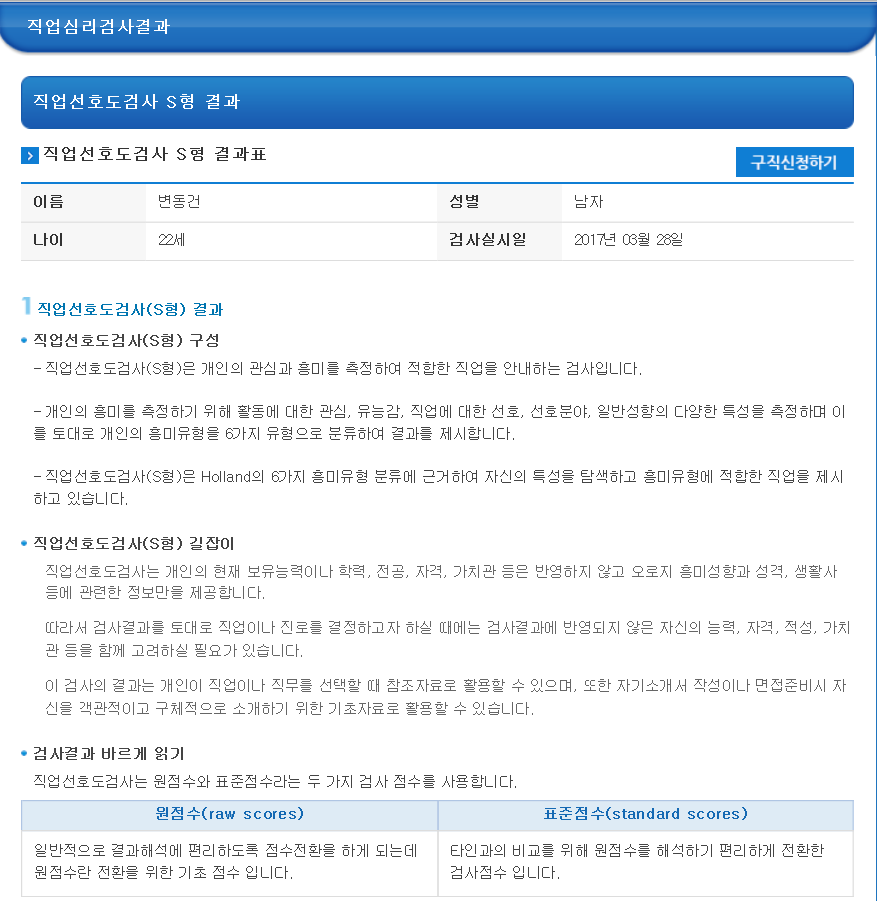 직업심리검사결과
직업선호도검사 S형 결과
직업선호도검사 S형 결과표
구직신청하기
이름 변동건 성별 남자
나이 22세 검사실시일 2017년 03월 28일
1 직업선호도검사(S형) 결과
직업선호도검사(S형) 구성
- 직업선호도검사(S형)은 개인의 관심과 흥미를 측정하여 적합한 직업을 안내하는 검사입니다.
- 개인의 흥미를 측정하기 위해 활동에 대한 관심, 유능감, 직업에 대한 선호, 선호분야, 일반성향의 다양한 특성을 측정하며 이
를 토대로 개인의 흥미유형을 6가지 유형으로 분류하여 결과를 제시합니다.
- 직업선호도검사(S형)은 Holland의 6가지 흥미유형 분류에 근거하여 자신의 특성을 탐색하고 흥미유형에 적합한 직업을 제시
하고 있습니다.
직업선호도검사(S형) 길잡이
직업선호도검사는 개인의 현재 보유능력이나 학력, 전공, 자격, 가치관 등은 반영하지 않고 오로지 흥미성향과 성격, 생활사
등에 관련한 정보만을 제공합니다.
따라서 검사결과를 토대로 직업이나 진로를 결정하고자 하실 때에는 검사결과에 반영되지 않은 자신의 능력, 자격, 적성, 가치
관 등을 함께 고려하실 필요가 있습니다.
이 검사의 결과는 개인이 직업이나 직무를 선택할 때 참조자료로 활용할 수 있으며, 또한 자기소개서 작성이나 면접준비시 자
신을 객관적이고 구체적으로 소개하기 위한 기초자료로 활용할 수 있습니다.
검사결과 바르게 읽기
직업선호도검사는 원점수와 표준점수라는 두 가지 검사 점수를 사용합니다.
원점수(raw scores) 표준점수(standard scores)
일반적으로 결과해석에 편리하도록 점수전환을 하게 되는데 타인과의 비교를 위해 원점수를 해석하기 편리하게 전환한
원점수란 전환을 위한 기초 점수 입니다. 검사점수 입니다.